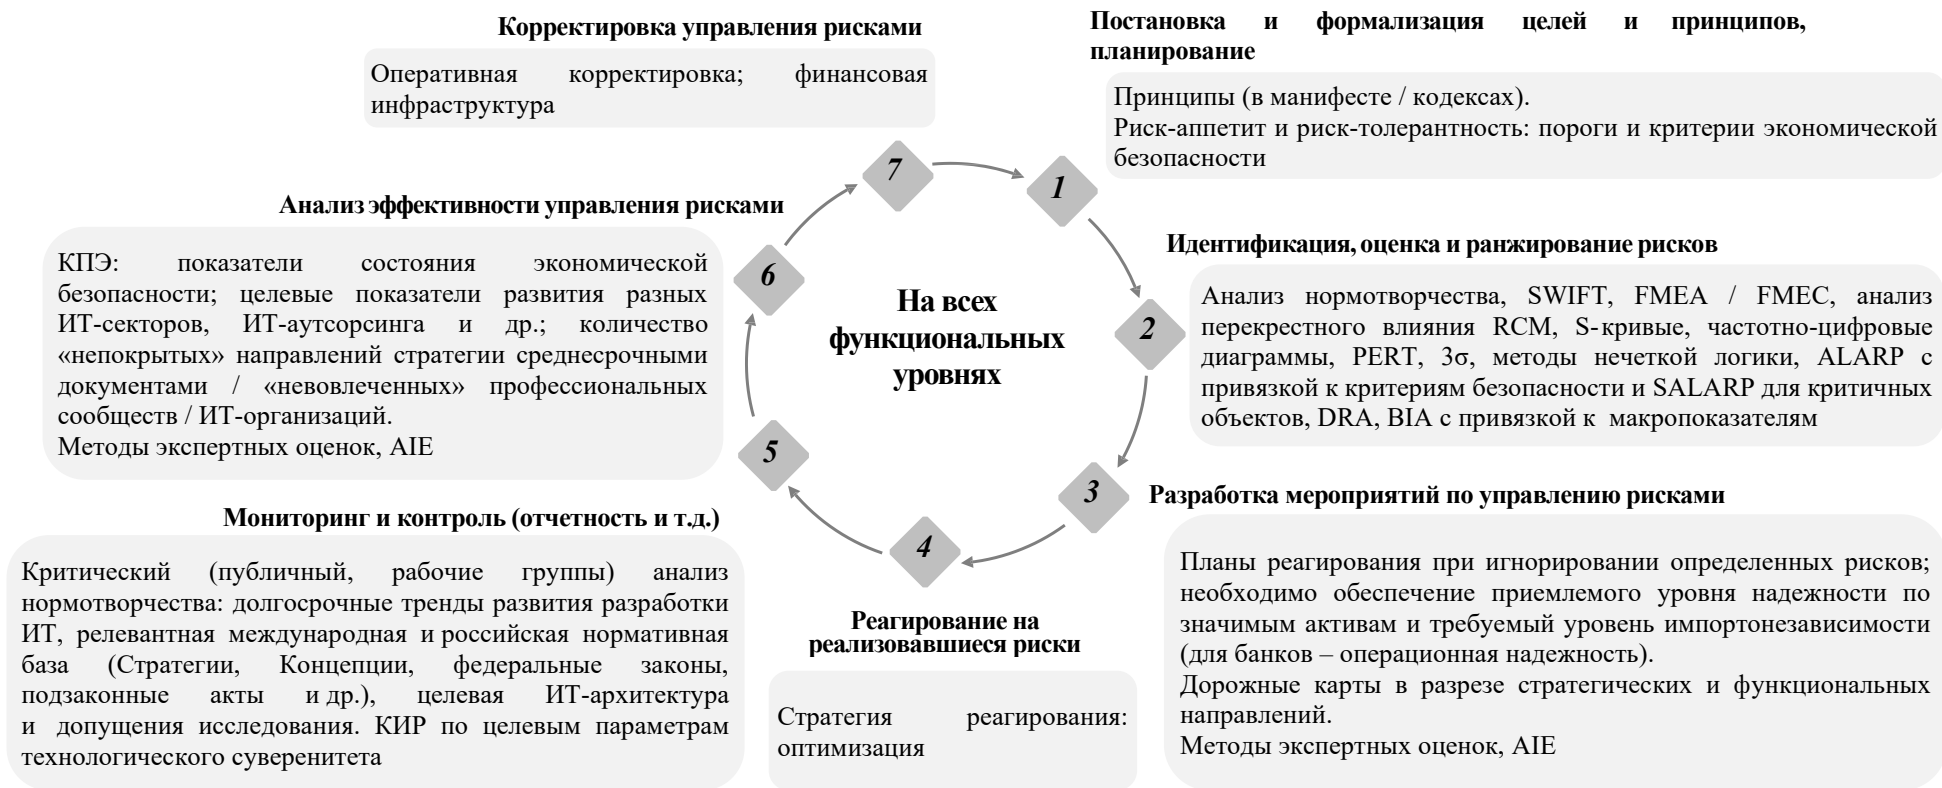 Корректировка управления рисками
Оперативная корректировка; финансовая
инфраструктура
Постановка и формализация целей и принципов,
планирование
Принципы (в манифесте / кодексах).
Риск-аппетит и риск-толерантность: пороги и критерии экономической
безопасности
7
1
Анализ эффективности управления рисками
КПЭ: показатели состояния экономической
безопасности; целевые показатели развития разных
ИТ-секторов, ИТ-аутсорсинга и др.; количество
«непокрытых» направлений стратегии среднесрочными
документами / «невовлеченных» профессиональных
сообществ / ИТ-организаций.
Методы экспертных оценок, AIE
6
На всех
функциональных
уровнях
2
Идентификация, оценка и ранжирование рисков
Анализ нормотворчества, SWIFT, FMEA / FMEC, анализ
перекрестного влияния RCM, S-кривые, частотно-цифровые
диаграммы, PERT, 3σ, методы нечеткой логики, ALARP с
привязкой к критериям безопасности и SALARP для критичных
объектов, DRA, BIA с привязкой к макропоказателям
5
3
Мониторинг и контроль (отчетность и т.д.)
Критический (публичный, рабочие группы) анализ
нормотворчества: долгосрочные тренды развития разработки
ИТ, релевантная международная и российская нормативная
база (Стратегии, Концепции, федеральные законы,
подзаконные акты и др.), целевая ИТ-архитектура
и допущения исследования. КИР по целевым параметрам
технологического суверенитета
4
Реагирование на
реализовавшиеся риски
Стратегия реагирования:
оптимизация
Разработка мероприятий по управлению рисками
Планы реагирования при игнорировании определенных рисков;
необходимо обеспечение приемлемого уровня надежности по
значимым активам и требуемый уровень импортонезависимости
(для банков – операционная надежность).
Дорожные карты в разрезе стратегических и функциональных
направлений.
Методы экспертных оценок, AIE